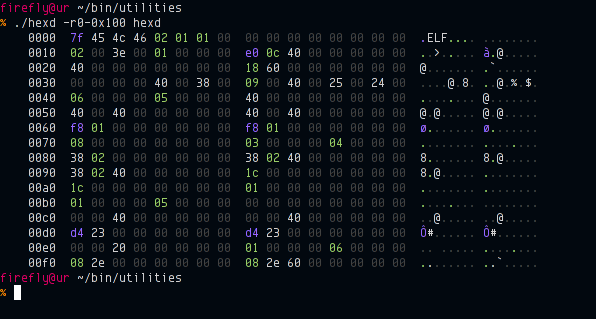 firefly@ur ~/bin/utilities
% ./hexd -r0-0x100 hexd
0000 7f 45 4c 46 02 01 01 00 00 00 00 00 00 00 00 00 .ELF.... ........
0010 02 00 3e 00 01 00 00 00 e0 0c 40 00 00 00 00 00 ..>..... à.@.....
0020 40 00 00 00 00 00 00 00 18 60 00 00 00 00 00 00 @....... .`......
0030 00 00 00 00 40 00 38 00 09 00 40 00 25 00 24 00 ....@.8. ..@.%.$.
0040 06 00 00 00 05 00 00 00 40 00 00 00 00 00 00 00 ........ @.......
0050 40 00 40 00 00 00 00 00 40 00 40 00 00 00 00 00 @.@..... @.@.....
0060 f8 01 00 00 00 00 00 00 f8 01 00 00 00 00 00 00 ø....... ø.......
0070 08 00 00 00 00 00 00 00 03 00 00 00 04 00 00 00 ........ ........
0080 38 02 00 00 00 00 00 00 38 02 40 00 00 00 00 00 8....... 8.@.....
0090 38 02 40 00 00 00 00 00 1c 00 00 00 00 00 00 00 8.@..... ........
00a0 1c 00 00 00 00 00 00 00 01 00 00 00 00 00 00 00 ........ ........
00b0 01 00 00 00 05 00 00 00 00 00 00 00 00 00 00 00 ........ ........
00c0 00 00 40 00 00 00 00 00 00 00 40 00 00 00 00 00 ..@..... ..@.....
00d0 d4 23 00 00 00 00 00 00 d4 23 00 00 00 00 00 00 Ô#...... Ô#......
00e0 00 00 20 00 00 00 00 00 01 00 00 00 06 00 00 00 .. ..... ........
00f0 08 2e 00 00 00 00 00 00 08 2e 60 00 00 00 00 00 ........ ..`.....
firefly@ur ~/bin/utilities
%